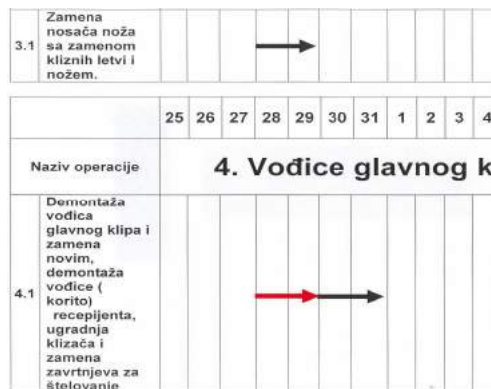 Zamena
nosača noža
3.1 sa zamenom
kliznih letvi i
nožem.
25 26 27 28 29 30 31 1 2 3 4
Naziv operacije 4. Vođice glavnog k
Demontaža
vođica
glavnog klipa i
zamena
novim,
demontaža
4.1 vođice (
korito)
recepijenta,
ugradnja
klizača i
zamena
zavrtnjeva za
štelovanje